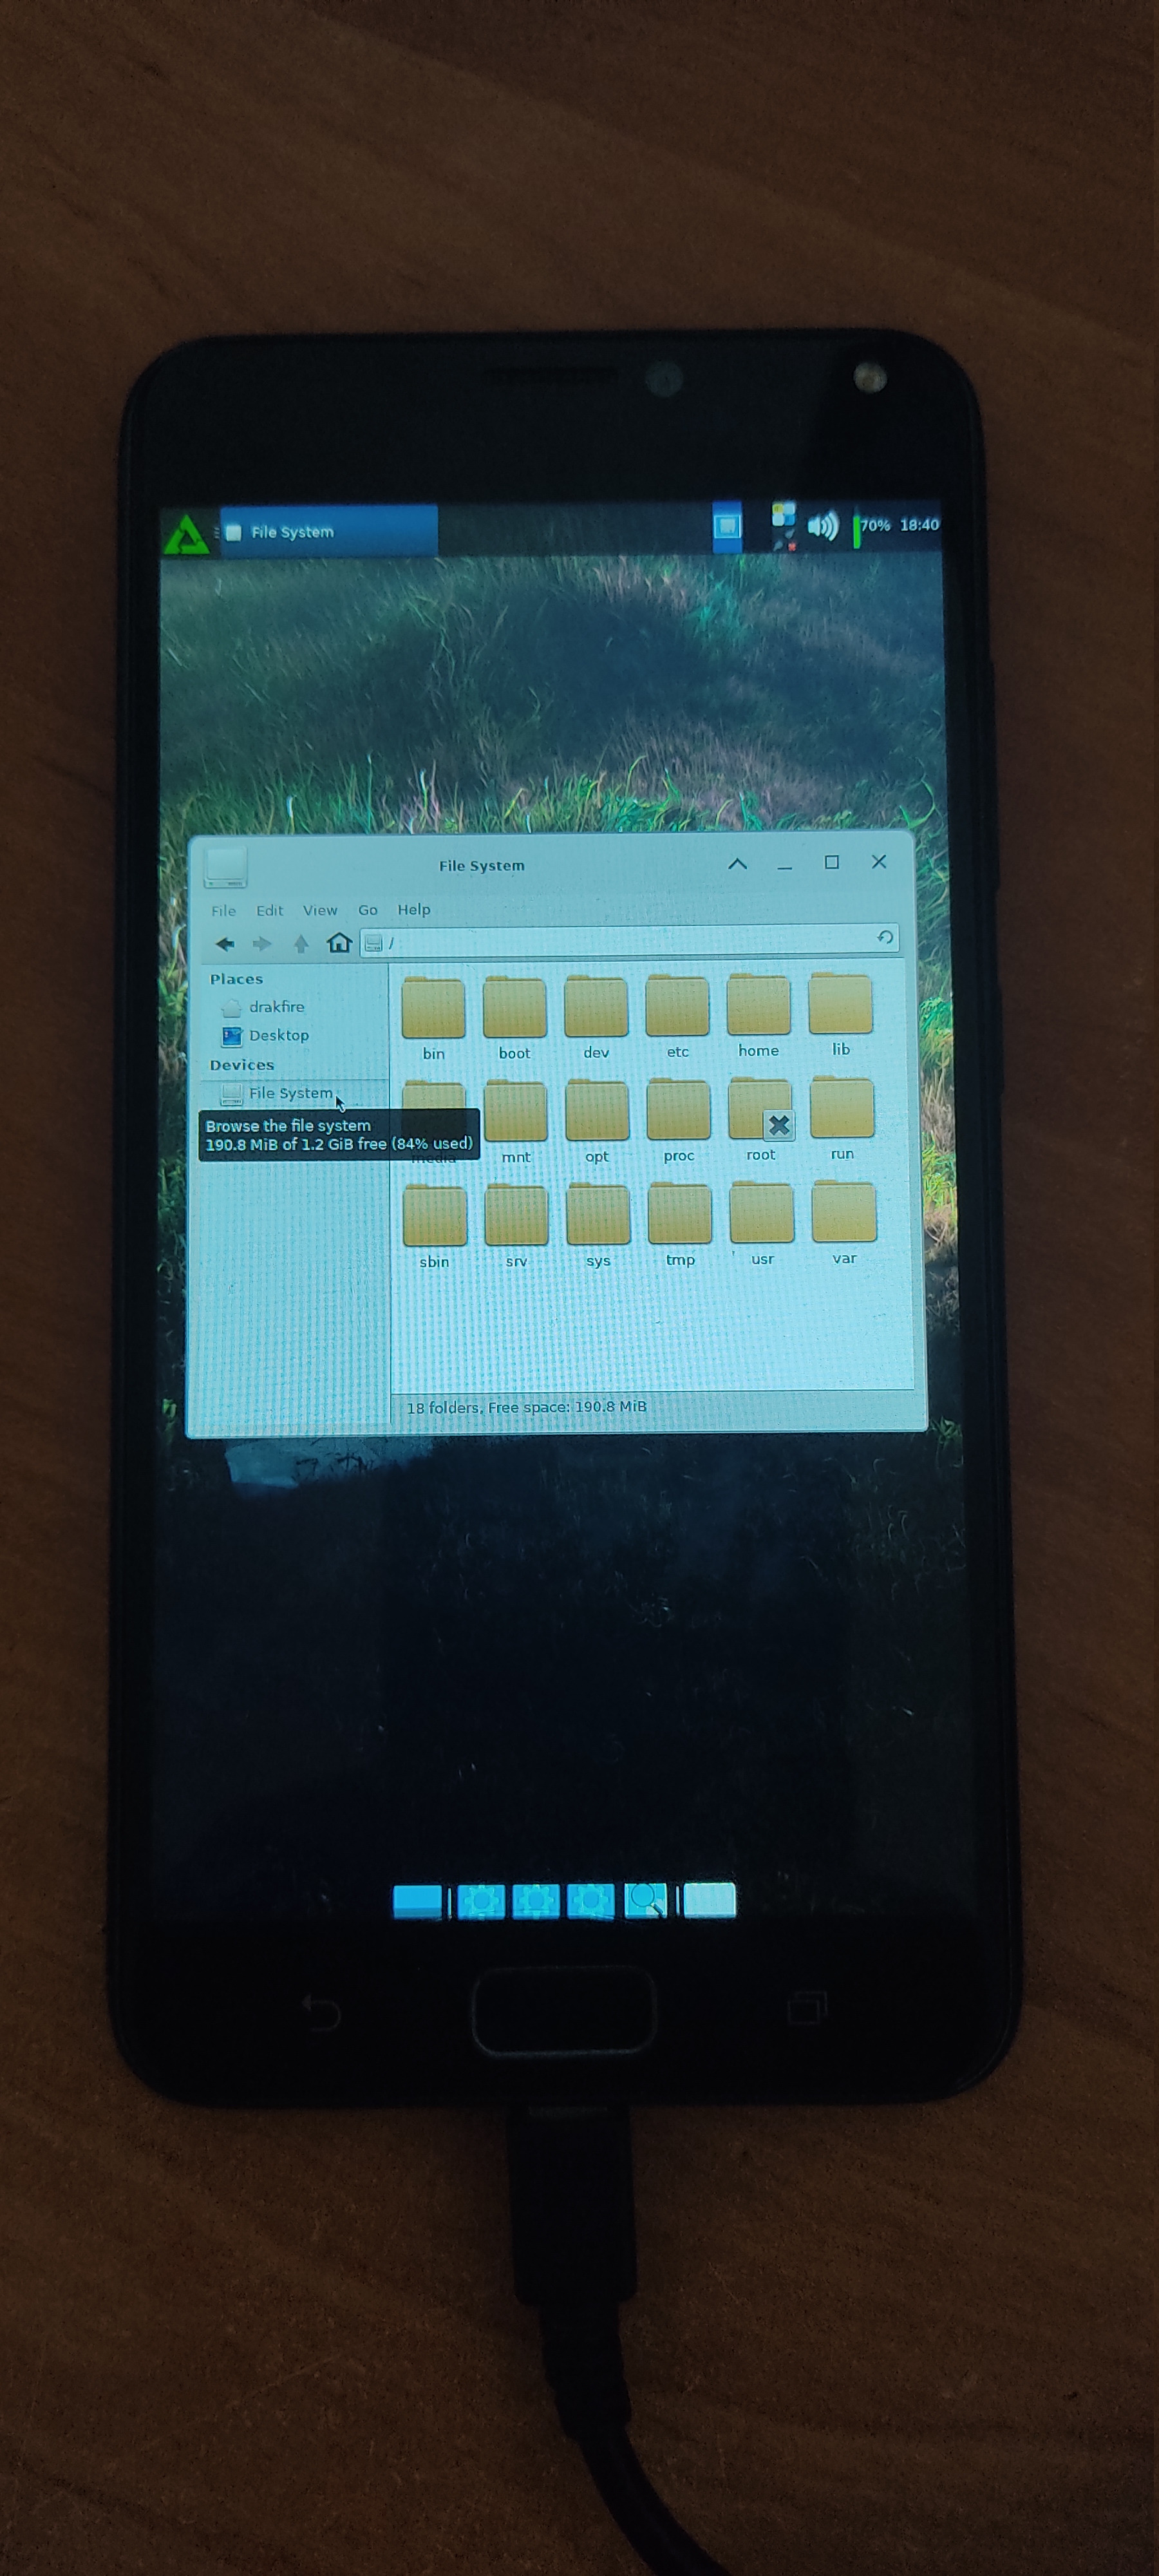 File System
70% 18:40
File System
File Edit View Go Help
/
Places
drakfire
Desktop
Devices
File System
Browse the file system
190.8 MiB of 1.2 GiB free (84% used)
bin boot dev etc home lib
media mnt opt proc root run
sbin srv sys tmp usr var
18 folders, Free space: 190.8 MiB